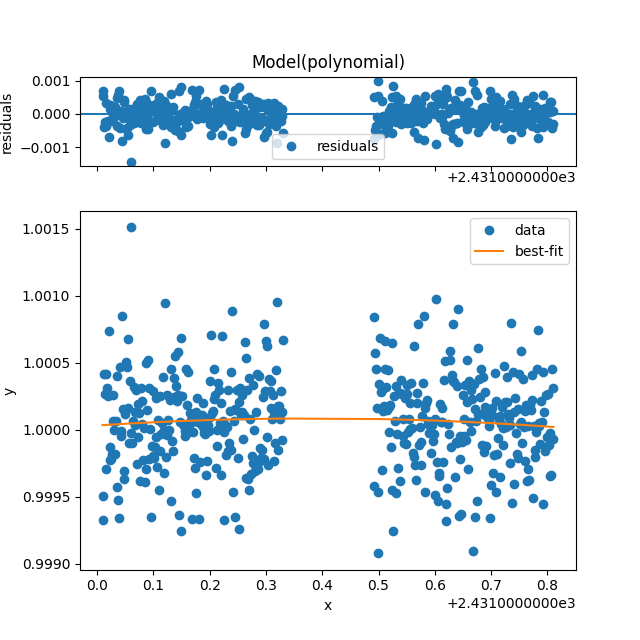 Model(polynomial)
0.001
0.000
−0.001
residuals
residuals
+2.4310000000e3
1.0015
1.0010
1.0005
1.0000
0.9995
0.9990
y
data
best-fit
0.0 0.1 0.2 0.3 0.4 0.5 0.6 0.7 0.8
x
+2.4310000000e3